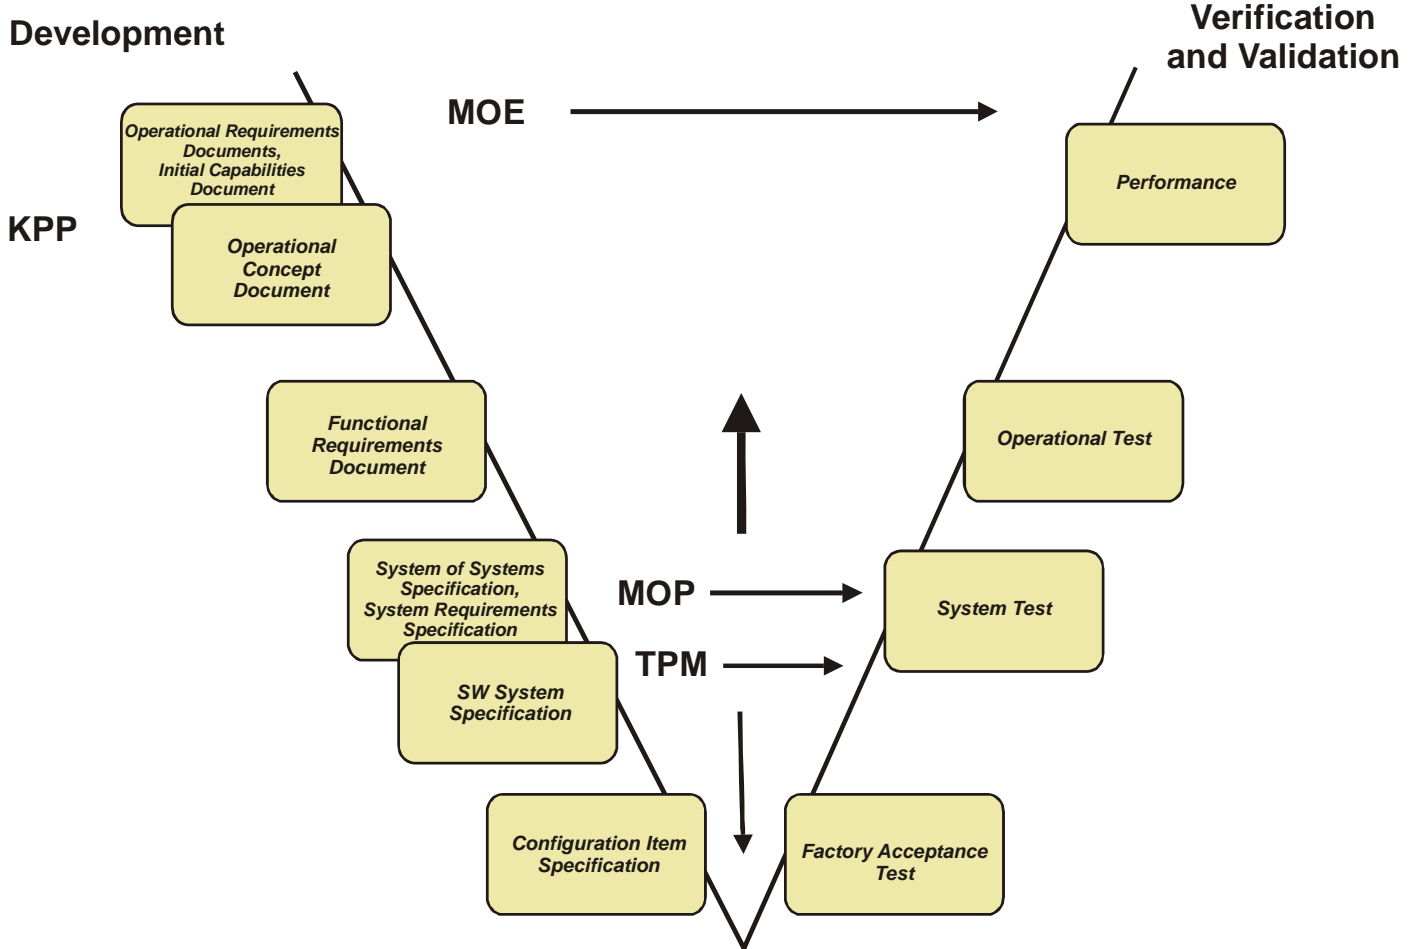 Development
Verification
and Validation
MOE
Operational Requirements
Documents,
Initial Capabilities
Document
Performance
KPP
Operational
Concept
Document
Functional
Requirements
Document
Operational Test
System of Systems
Specification,
System Requirements
Specification
MOP
System Test
TPM
SW System
Specification
Configuration Item
Specification
Factory Acceptance
Test